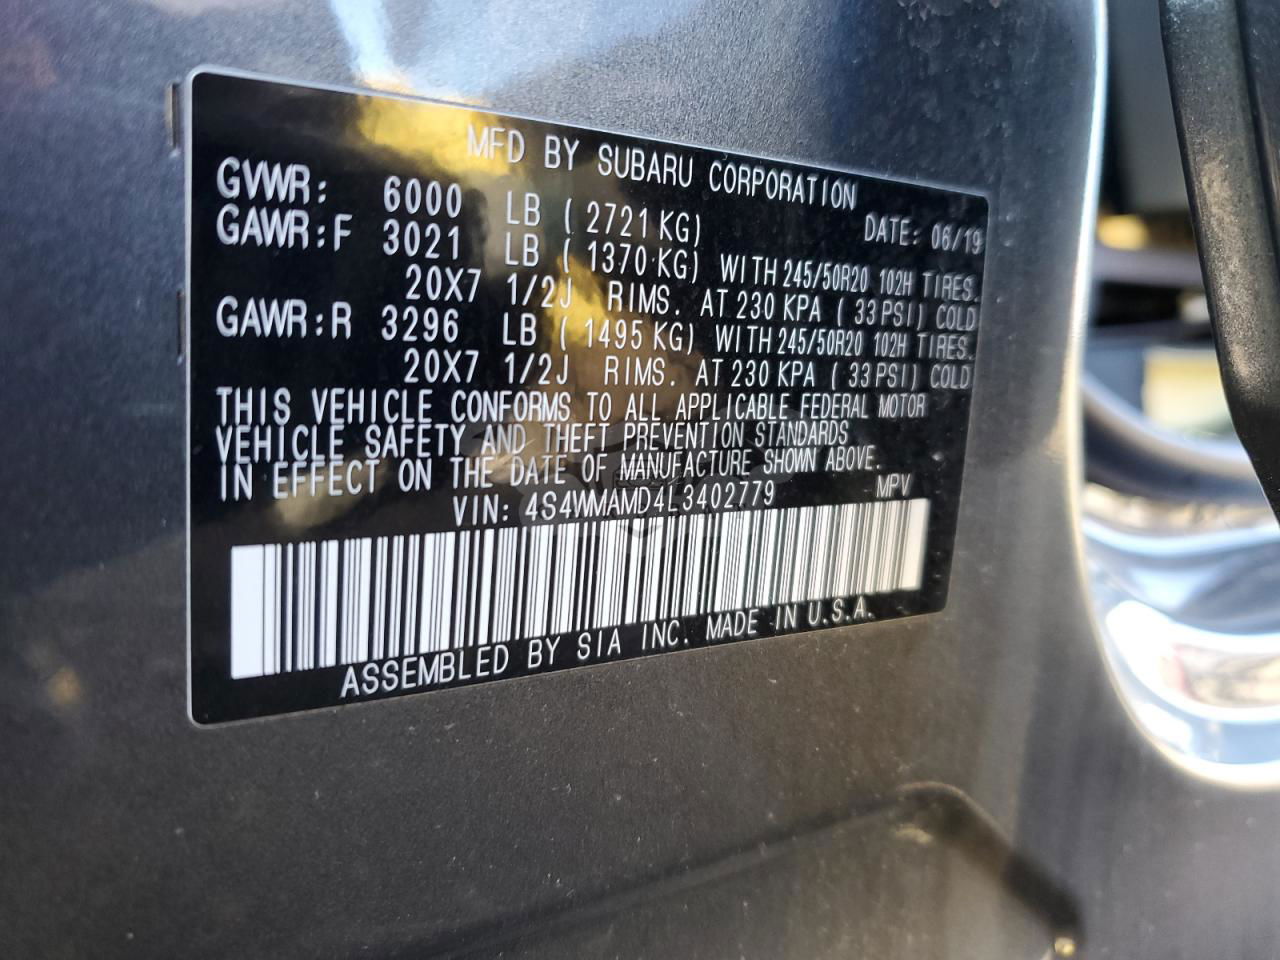 MFD BY SUBARU CORPORATION
GVWR: 6000 LB ( 2721 KG) DATE: 06/19
GAWR:F 3021 LB ( 1370 KG) WITH 245/50R20 102H TIRES.
20X7 1/2J RIMS. AT 230 KPA ( 33 PSI) COLD
GAWR:R 3296 LB ( 1495 KG) WITH 245/50R20 102H TIRES.
20X7 1/2J RIMS. AT 230 KPA ( 33 PSI) COLD
THIS VEHICLE CONFORMS TO ALL APPLICABLE FEDERAL MOTOR
VEHICLE SAFETY AND THEFT PREVENTION STANDARDS
IN EFFECT ON THE DATE OF MANUFACTURE SHOWN ABOVE.
VIN: 4S4WMAMD4L3402779 MPV
ASSEMBLED BY SIA INC. MADE IN U.S.A.